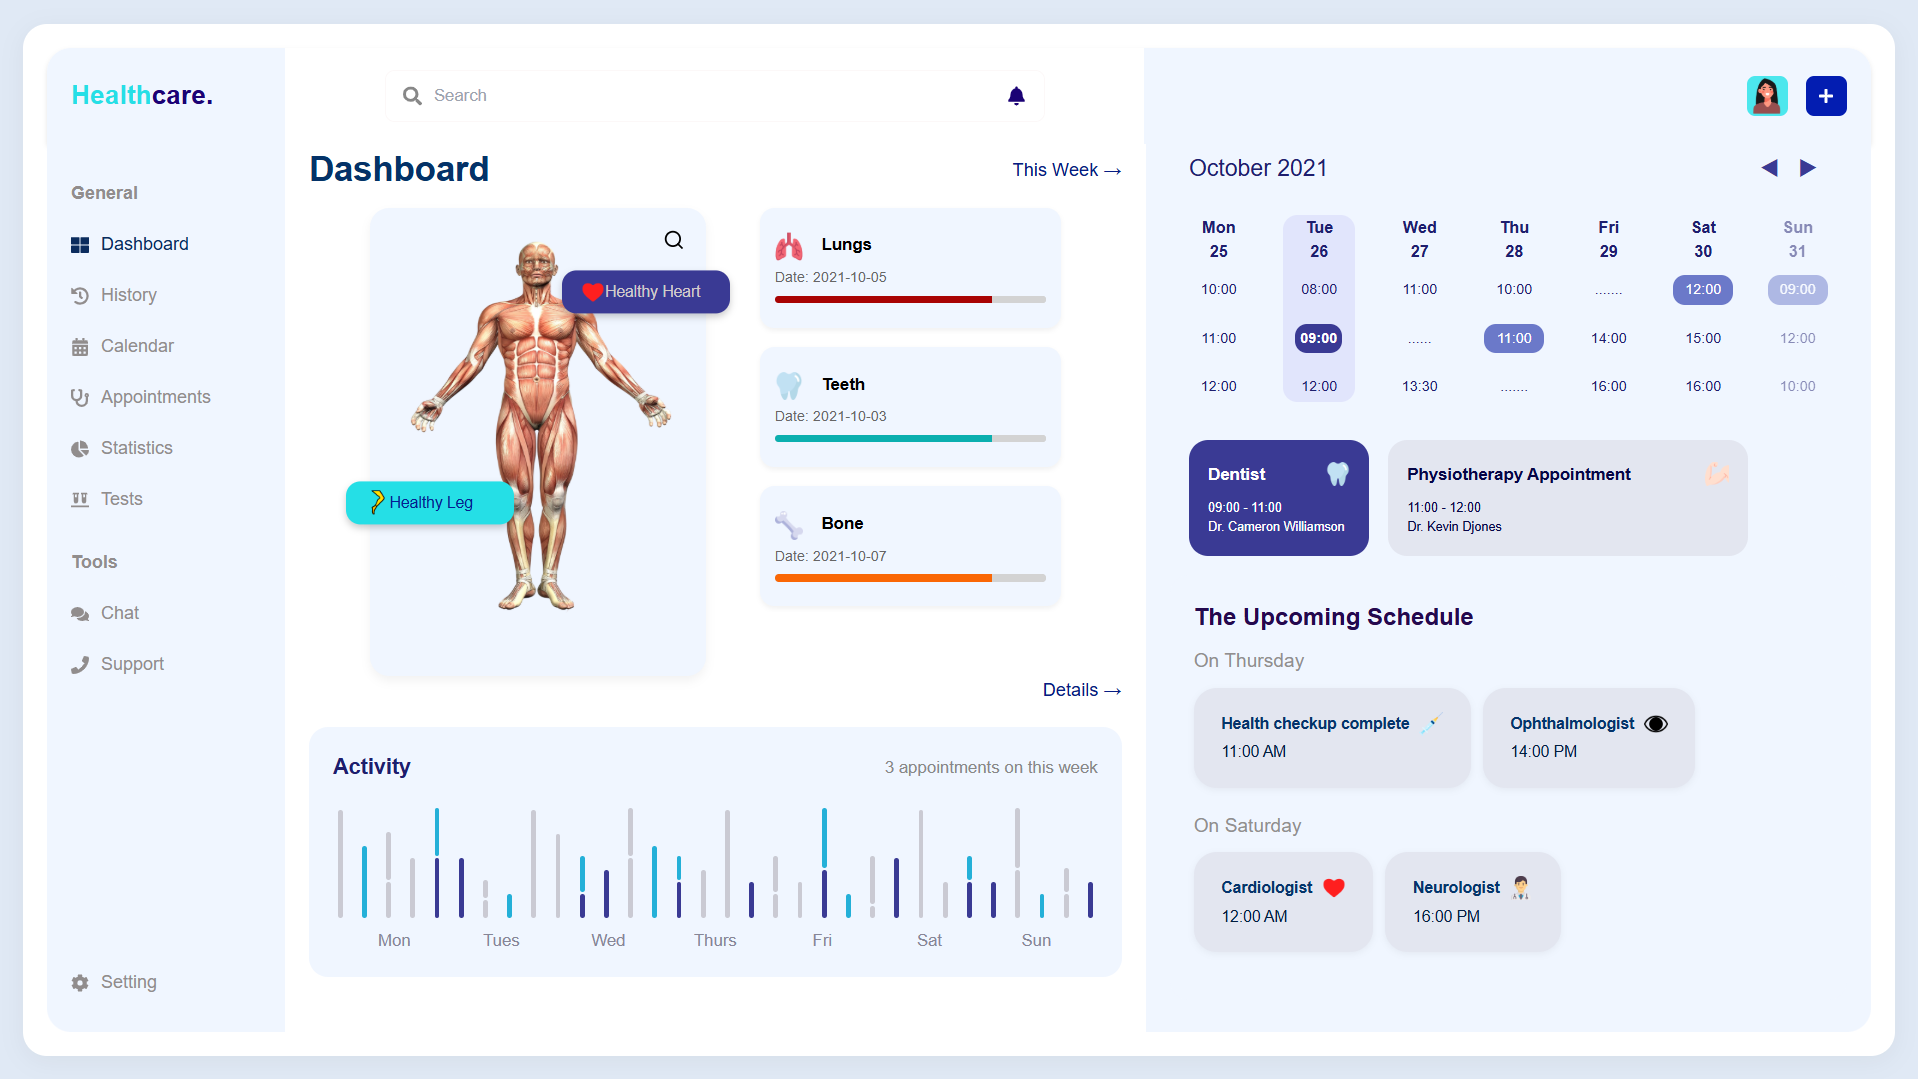 Healthcare.
General
Dashboard
History
Calendar
Appointments
Statistics
Tests
Tools
Chat
Support
Setting
Search
Dashboard
This Week →
Healthy Heart
Healthy Leg
Lungs
Date: 2021-10-05
Teeth
Date: 2021-10-03
Bone
Date: 2021-10-07
Details →
Activity
3 appointments on this week
Mon Tues Wed Thurs Fri Sat Sun
October 2021
Mon Tue Wed Thu Fri Sat Sun
25 26 27 28 29 30 31
10:00 08:00 11:00 10:00 ....... 12:00 09:00
11:00 09:00 ...... 11:00 14:00 15:00 12:00
12:00 12:00 13:30 ....... 16:00 16:00 10:00
Dentist
09:00 - 11:00
Dr. Cameron Williamson
Physiotherapy Appointment
11:00 - 12:00
Dr. Kevin Djones
The Upcoming Schedule
On Thursday
Health checkup complete
11:00 AM
Ophthalmologist
14:00 PM
On Saturday
Cardiologist
12:00 AM
Neurologist
16:00 PM